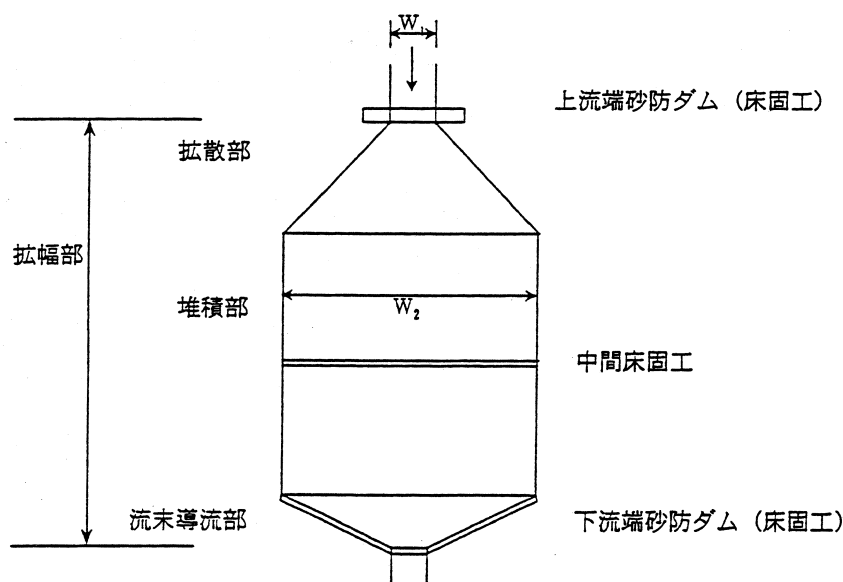 W₁
上流端砂防ダム（床固工）
拡散部
拡幅部
堆積部
W₂
中間床固工
流末導流部
下流端砂防ダム（床固工）